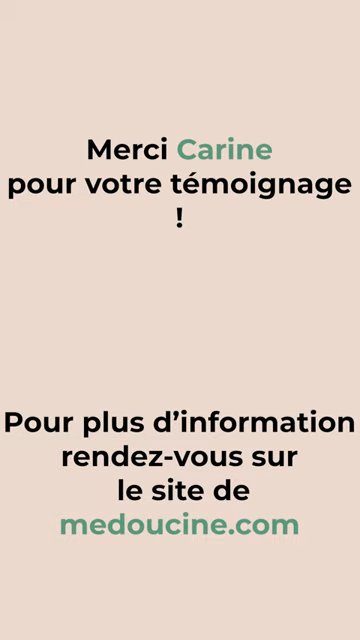 Merci Carine
pour votre témoignage
!
Pour plus d’information
rendez-vous sur
le site de
medoucine.com